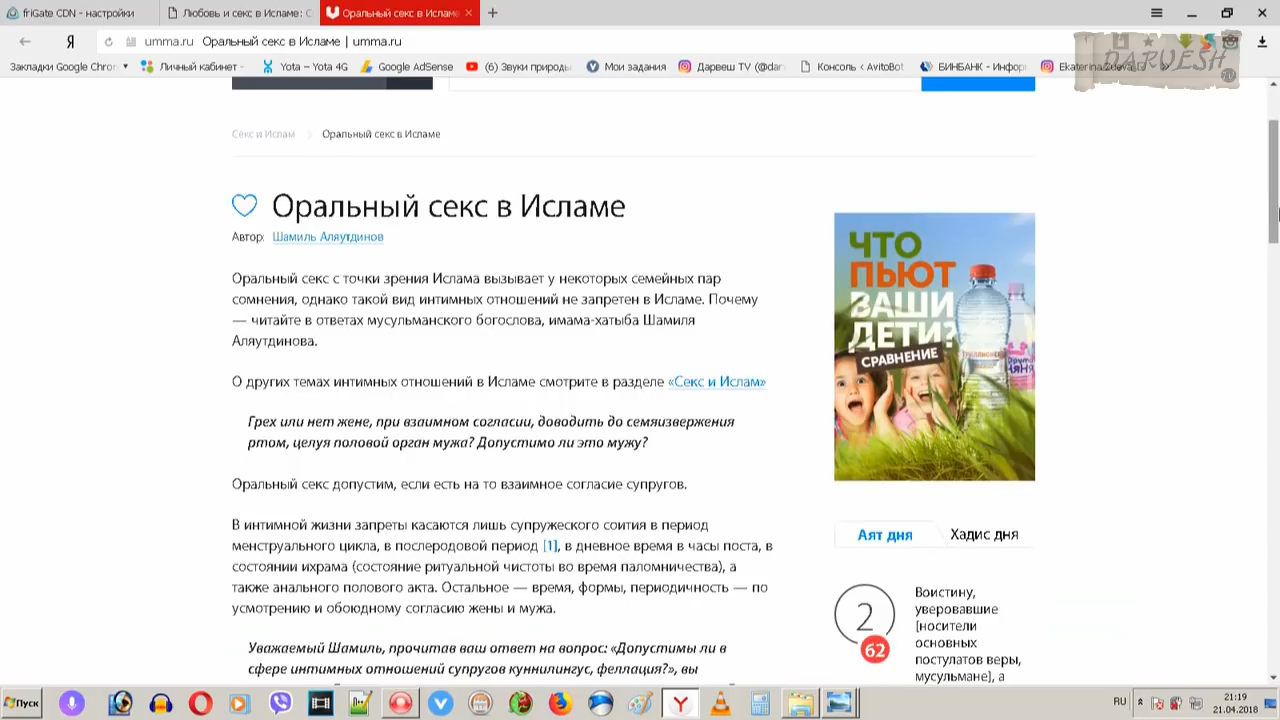 friGate CDN - настройки
Любовь и секс в Исламе: С
Оральный секс в Исламе
umma.ru
Оральный секс в Исламе | umma.ru
Закладки Google Chro
Личный кабинет
Yota – Yota 4G
Google AdSense
(6) Звуки природы
Мои задания
Дарвеш TV (@dar
Консоль ‹ AvitoBot
БИНБАНК - Инфор
DARVESH
TV
Секс и Ислам
Оральный секс в Исламе
Оральный секс в Исламе
Автор: Шамиль Аляутдинов
Оральный секс с точки зрения Ислама вызывает у некоторых семейных пар
сомнения, однако такой вид интимных отношений не запретен в Исламе. Почему
— читайте в ответах мусульманского богослова, имама-хатыба Шамиля
Аляутдинова.
О других темах интимных отношений в Исламе смотрите в разделе «Секс и Ислам»
Грех или нет жене, при взаимном согласии, доводить до семяизвержения
ртом, целуя половой орган мужа? Допустимо ли это мужу?
Оральный секс допустим, если есть на то взаимное согласие супругов.
В интимной жизни запреты касаются лишь супружеского соития в период
менструального цикла, в послеродовой период [1], в дневное время в часы поста, в
состоянии ихрама (состояние ритуальной чистоты во время паломничества), а
также анального полового акта. Остальное — время, формы, периодичность — по
усмотрению и обоюдному согласию жены и мужа.
Уважаемый Шамиль, прочитав ваш ответ на вопрос: «Допустимы ли в
сфере интимных отношений супругов куннилингус, феллация?», вы
ЧТО
ПЬЮТ
ВАШИ
ДЕТИ?
СРАВНЕНИЕ
Аят дня
Хадис дня
2
62
Воистину,
уверовавшие
[носители
основных
постулатов веры,
мусульмане], а
Пуск
RU
21:19
21.04.2018